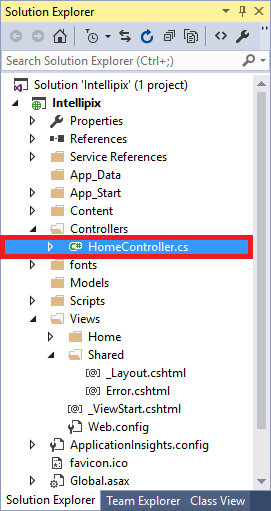 Solution Explorer
Search Solution Explorer (Ctrl+;)
Solution 'Intellipix' (1 project)
Intellipix
Properties
References
Service References
App_Data
App_Start
Content
Controllers
HomeController.cs
fonts
Models
Scripts
Views
Home
Shared
_Layout.cshtml
Error.cshtml
_ViewStart.cshtml
Web.config
ApplicationInsights.config
favicon.ico
Global.asax
Solution Explorer Team Explorer Class View